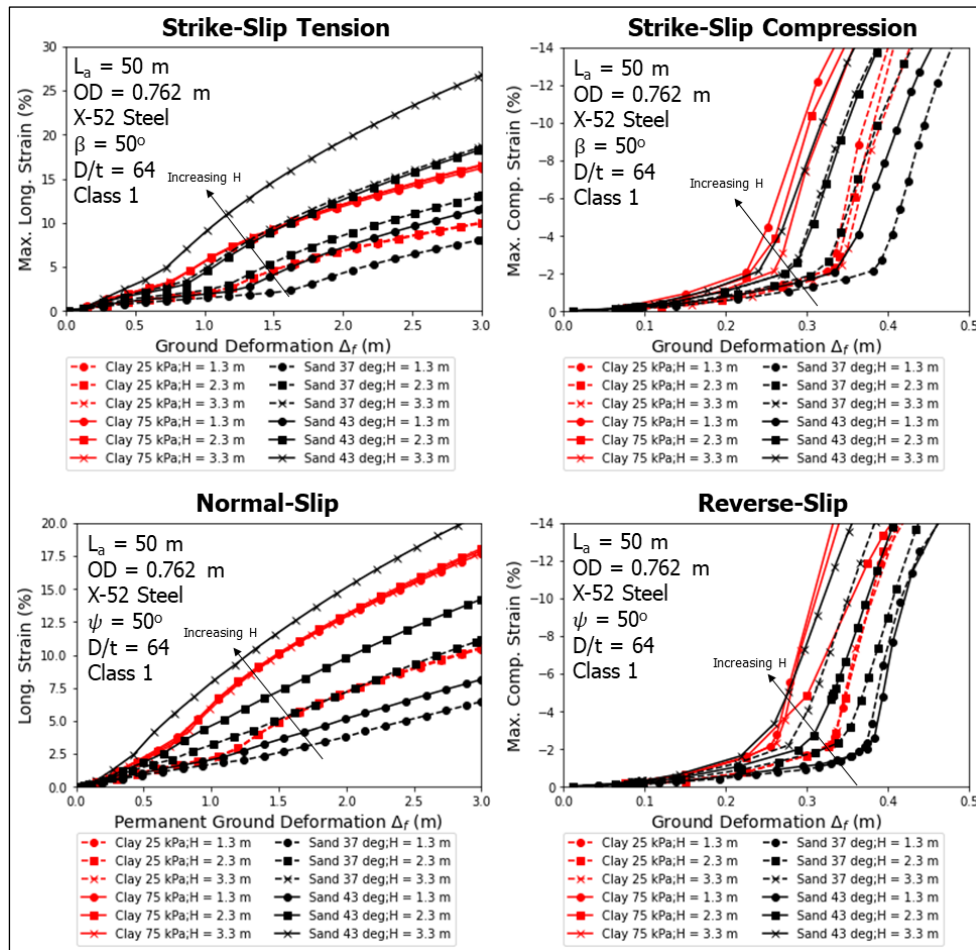 Strike-Slip Tension
30
25
20
15
10
5
0
0.0 0.5 1.0 1.5 2.0 2.5 3.0
Max. Long. Strain (%)
Ground Deformation Δf (m)
La = 50 m
OD = 0.762 m
X-52 Steel
β = 50o
D/t = 64
Class 1
Increasing H
Clay 25 kPa;H = 1.3 m
Clay 25 kPa;H = 2.3 m
Clay 25 kPa;H = 3.3 m
Clay 75 kPa;H = 1.3 m
Clay 75 kPa;H = 2.3 m
Clay 75 kPa;H = 3.3 m
Sand 37 deg;H = 1.3 m
Sand 37 deg;H = 2.3 m
Sand 37 deg;H = 3.3 m
Sand 43 deg;H = 1.3 m
Sand 43 deg;H = 2.3 m
Sand 43 deg;H = 3.3 m
Strike-Slip Compression
−14
−12
−10
−8
−6
−4
−2
0
0.0 0.1 0.2 0.3 0.4 0.5
Max. Comp. Strain (%)
Ground Deformation Δf (m)
La = 50 m
OD = 0.762 m
X-52 Steel
β = 50o
D/t = 64
Class 1
Increasing H
Clay 25 kPa;H = 1.3 m
Clay 25 kPa;H = 2.3 m
Clay 25 kPa;H = 3.3 m
Clay 75 kPa;H = 1.3 m
Clay 75 kPa;H = 2.3 m
Clay 75 kPa;H = 3.3 m
Sand 37 deg;H = 1.3 m
Sand 37 deg;H = 2.3 m
Sand 37 deg;H = 3.3 m
Sand 43 deg;H = 1.3 m
Sand 43 deg;H = 2.3 m
Sand 43 deg;H = 3.3 m
Normal-Slip
20.0
17.5
15.0
12.5
10.0
7.5
5.0
2.5
0.0
0.0 0.5 1.0 1.5 2.0 2.5 3.0
Long. Strain (%)
Permanent Ground Deformation Δf (m)
La = 50 m
OD = 0.762 m
X-52 Steel
ψ = 50o
D/t = 64
Class 1
Increasing H
Clay 25 kPa;H = 1.3 m
Clay 25 kPa;H = 2.3 m
Clay 25 kPa;H = 3.3 m
Clay 75 kPa;H = 1.3 m
Clay 75 kPa;H = 2.3 m
Clay 75 kPa;H = 3.3 m
Sand 37 deg;H = 1.3 m
Sand 37 deg;H = 2.3 m
Sand 37 deg;H = 3.3 m
Sand 43 deg;H = 1.3 m
Sand 43 deg;H = 2.3 m
Sand 43 deg;H = 3.3 m
Reverse-Slip
−14
−12
−10
−8
−6
−4
−2
0
0.0 0.1 0.2 0.3 0.4 0.5
Max. Comp. Strain (%)
Ground Deformation Δf (m)
La = 50 m
OD = 0.762 m
X-52 Steel
ψ = 50o
D/t = 64
Class 1
Increasing H
Clay 25 kPa;H = 1.3 m
Clay 25 kPa;H = 2.3 m
Clay 25 kPa;H = 3.3 m
Clay 75 kPa;H = 1.3 m
Clay 75 kPa;H = 2.3 m
Clay 75 kPa;H = 3.3 m
Sand 37 deg;H = 1.3 m
Sand 37 deg;H = 2.3 m
Sand 37 deg;H = 3.3 m
Sand 43 deg;H = 1.3 m
Sand 43 deg;H = 2.3 m
Sand 43 deg;H = 3.3 m